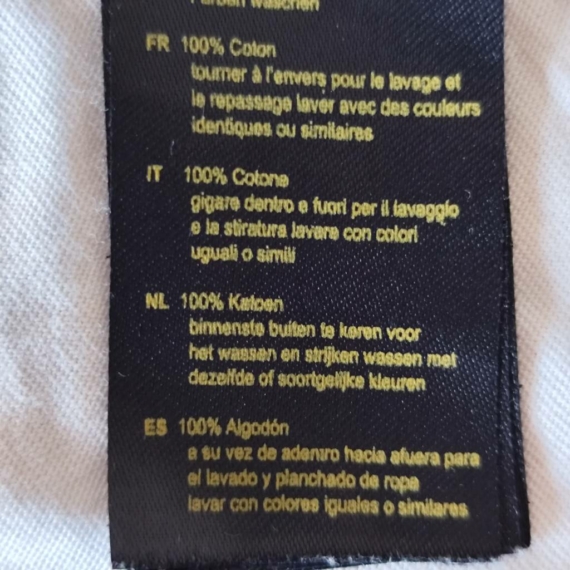 Farben waschen
FR 100% Coton
tourner à l'envers pour le lavage et
le repassage laver avec des couleurs
identiques ou similaires
IT 100% Cotone
gigare dentro e fuori per il lavaggio
e la stiratura lavare con colori
uguali o simili
NL 100% Katoen
binnenste buiten te keren voor
het wassen en strijken wassen met
dezelfde of soortgelijke kleuren
ES 100% Algodón
a su vez de adentro hacia afuera para
el lavado y planchado de ropa
lavar con colores iguales o similares